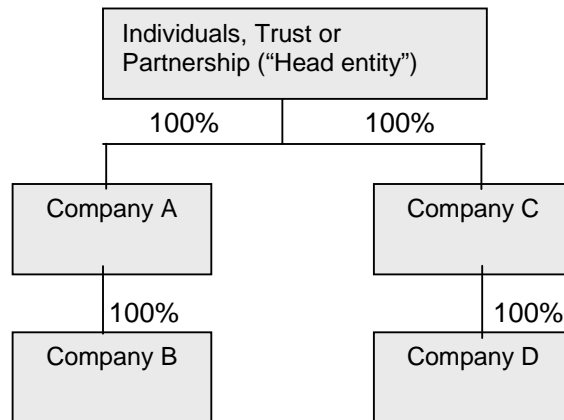 Individuals, Trust or
Partnership (“Head entity”)
100% 100%
Company A Company C
100% 100%
Company B Company D